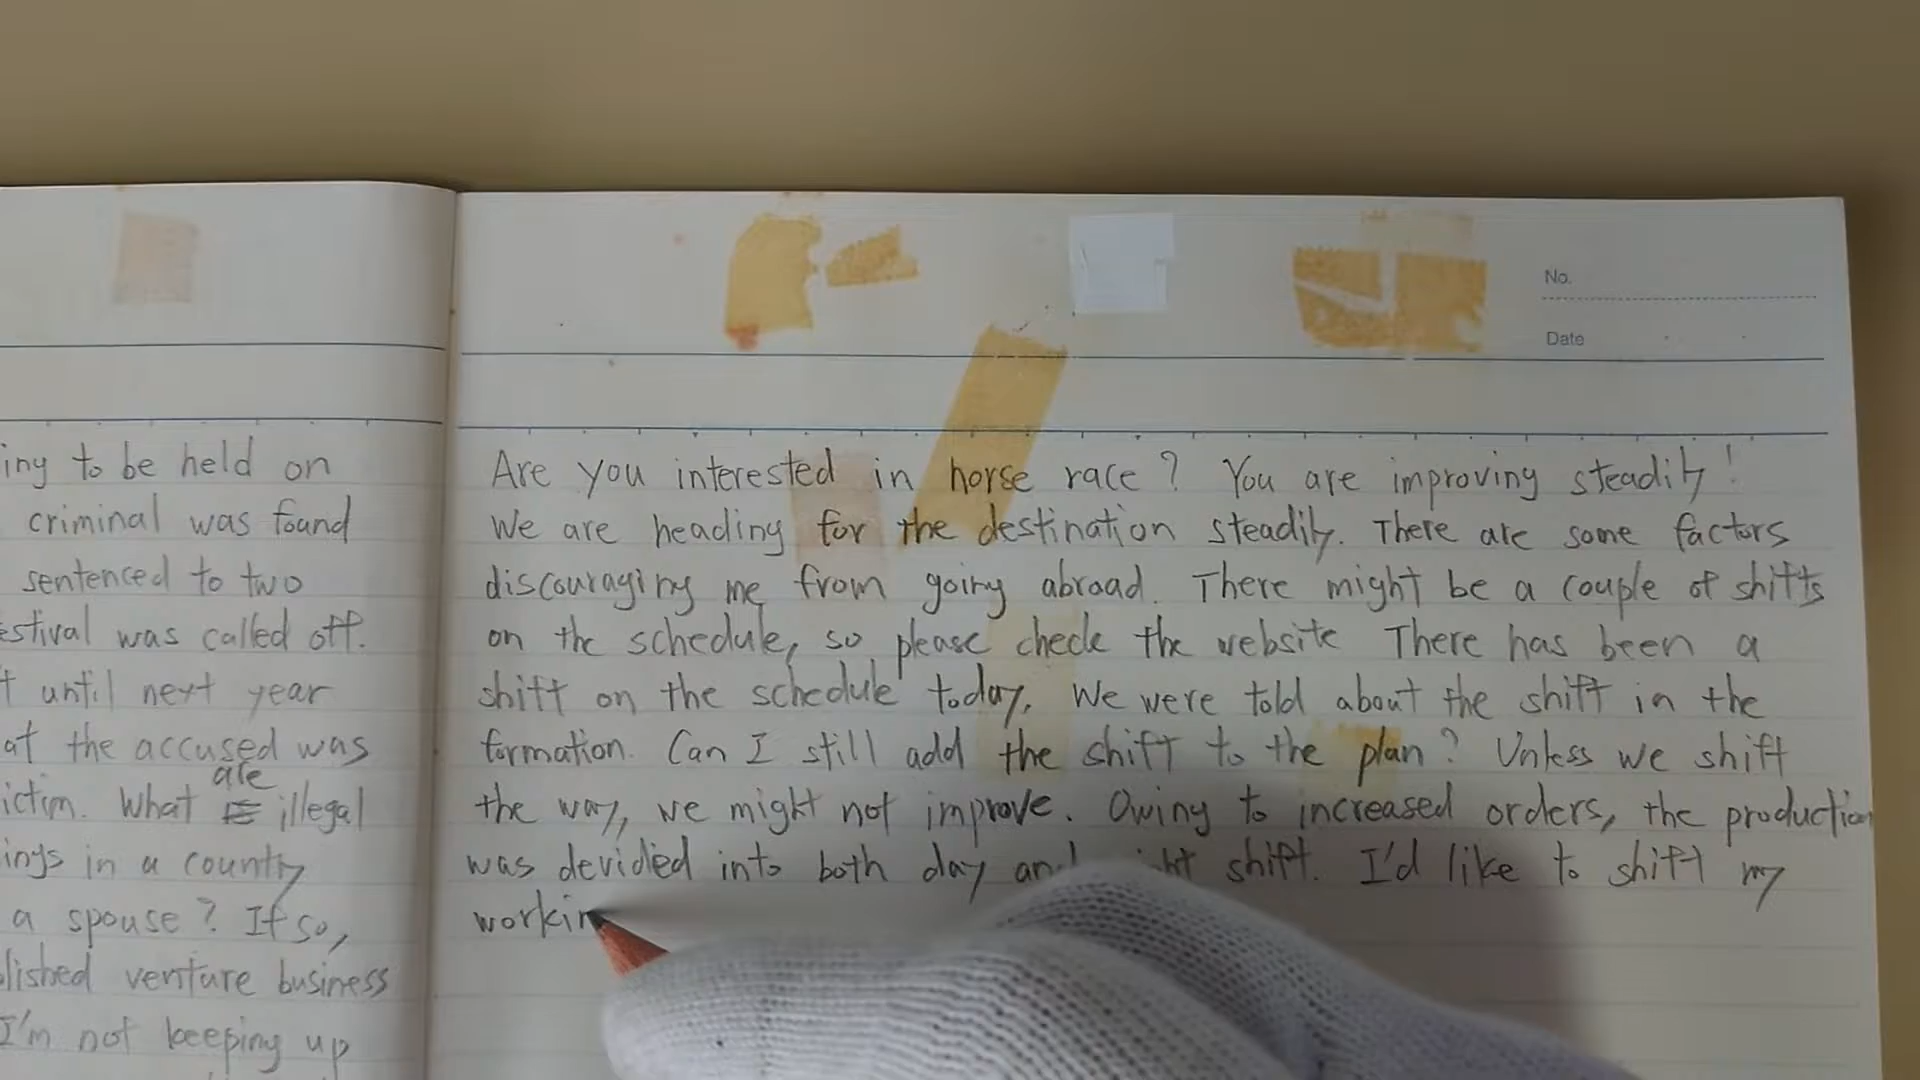 iny to be held on
criminal was found
sentenced to two
estival was called off.
t until next year
at the accused was
are
ictim. What illegal
ings in a country
a spouse? If so,
lished venture business
I'm not keeping up
No.
Date
Are you interested in horse race? You are improving steadily!
We are heading for the destination steadily. There are some factors
discouraging me from going abroad. There might be a couple of shifts
on the schedule, so please check the website There has been a
shift on the schedule today. We were told about the shift in the
formation. Can I still add the shift to the plan? Unless we shift
the way, we might not improve. Owing to increased orders, the production
was devided into both day and shift. I'd like to shift my
workin